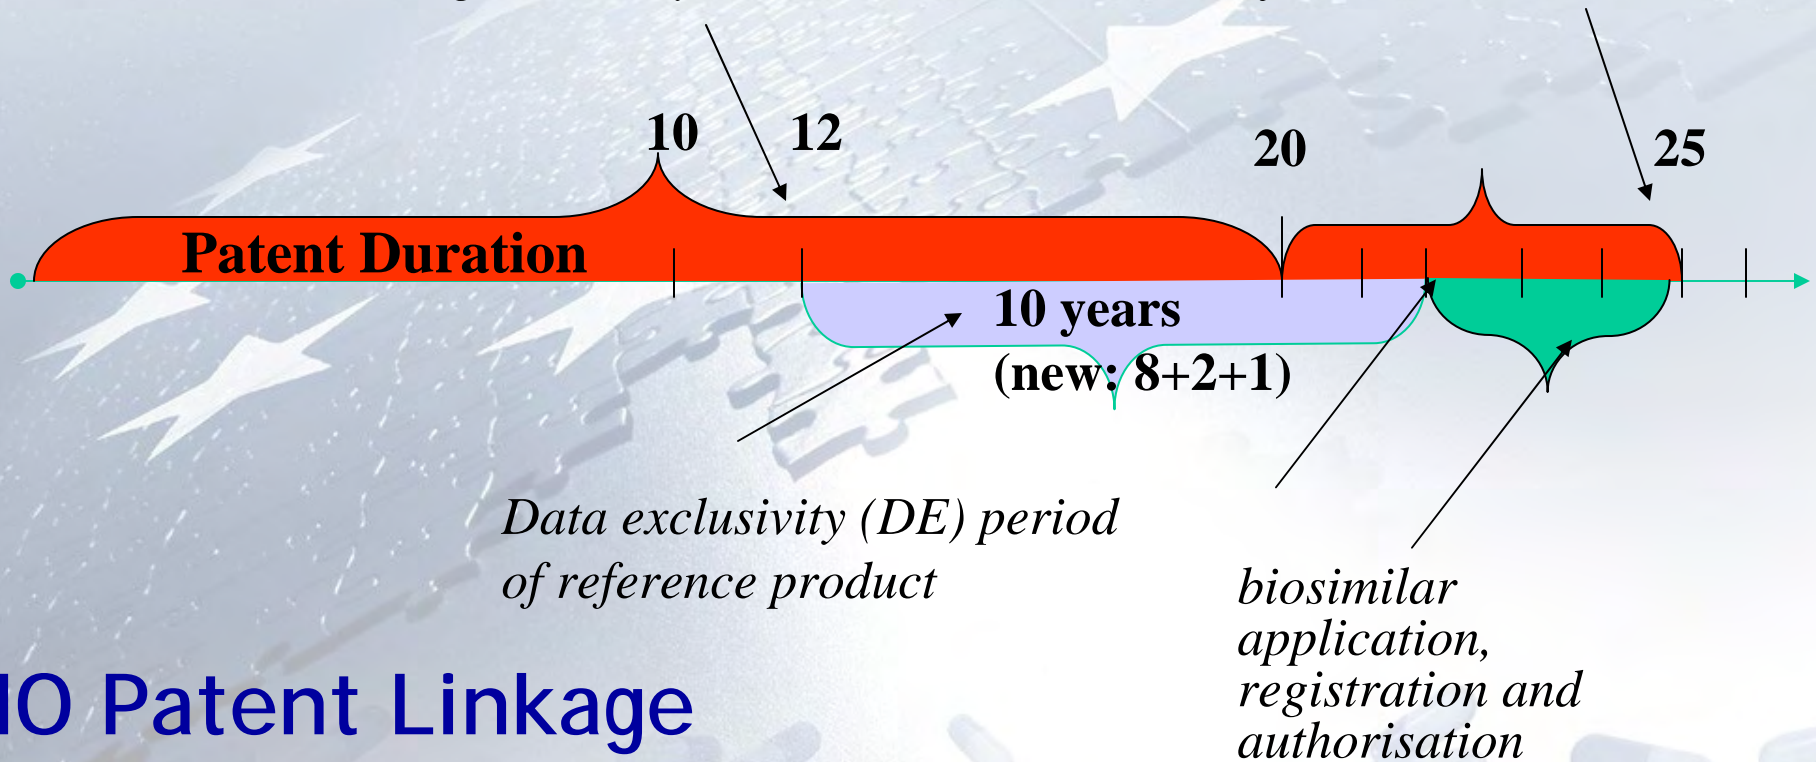 10
12
20
25
Patent Duration
10 years
(new: 8+2+1)
Data exclusivity (DE) period
of reference product
biosimilar
application,
registration and
authorisation
Patent Linkage